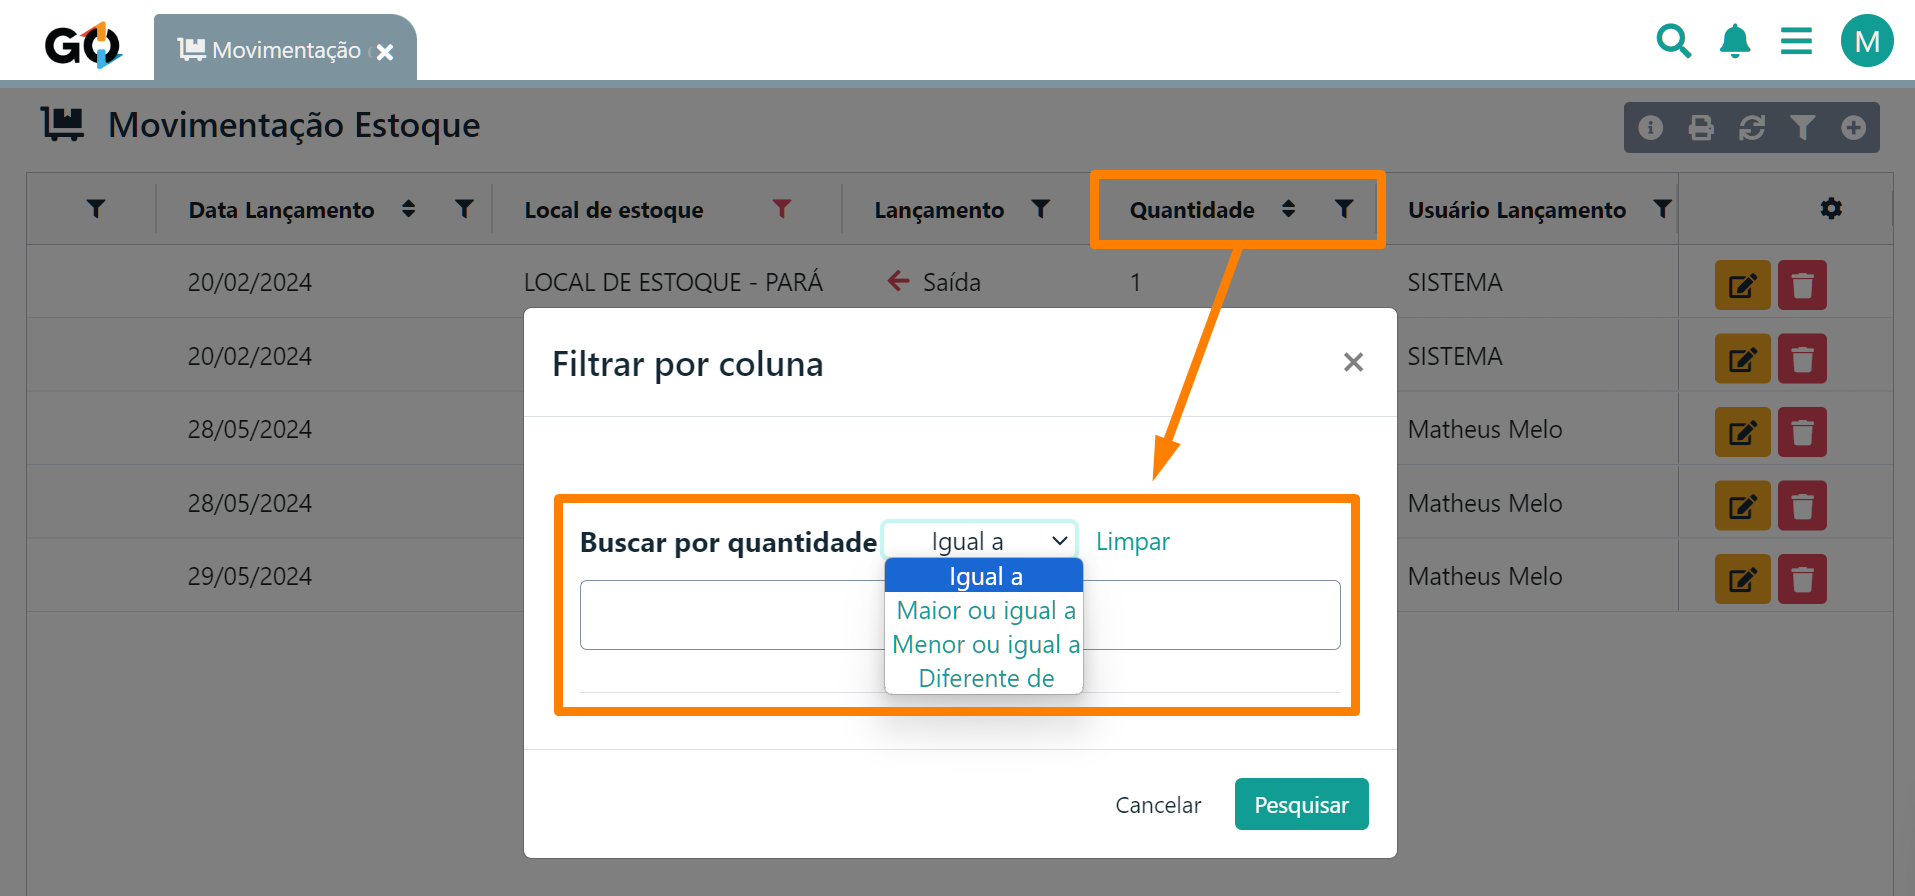 GO
Movimentação
M
Movimentação Estoque
Data Lançamento
Local de estoque
Lançamento
Quantidade
Usuário Lançamento
20/02/2024
LOCAL DE ESTOQUE - PARÁ
Saída
1
SISTEMA
20/02/2024
SISTEMA
28/05/2024
Matheus Melo
28/05/2024
Matheus Melo
29/05/2024
Matheus Melo
Filtrar por coluna
Buscar por quantidade
Igual a
Limpar
Igual a
Maior ou igual a
Menor ou igual a
Diferente de
Cancelar
Pesquisar